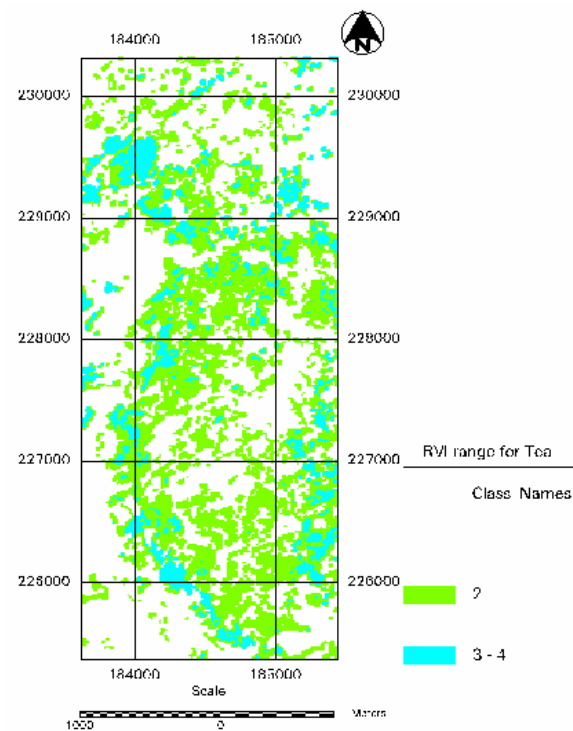 184000 185000
N
230000 230000
229000 229000
228000 228000
227000 227000
226000 226000
184000 185000
RVI range for Tea
Class Names
2
3 - 4
Scale
1000 0
Meters